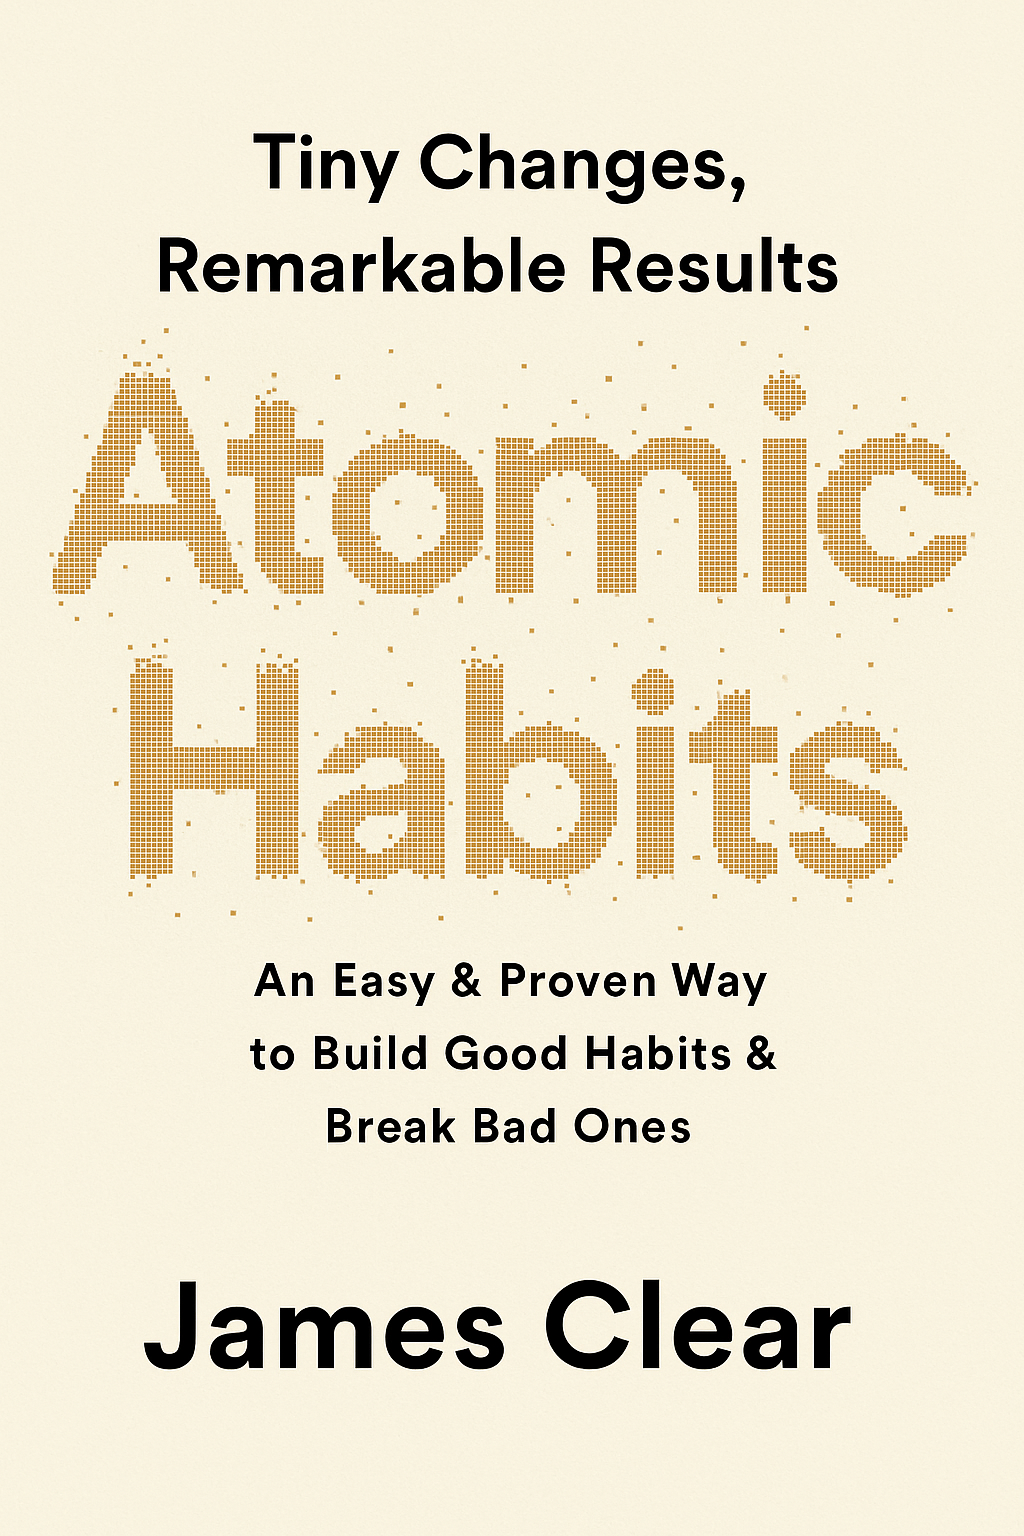 Tiny Changes,
Remarkable Results
Atomic
Habits
An Easy & Proven Way
to Build Good Habits &
Break Bad Ones
James Clear